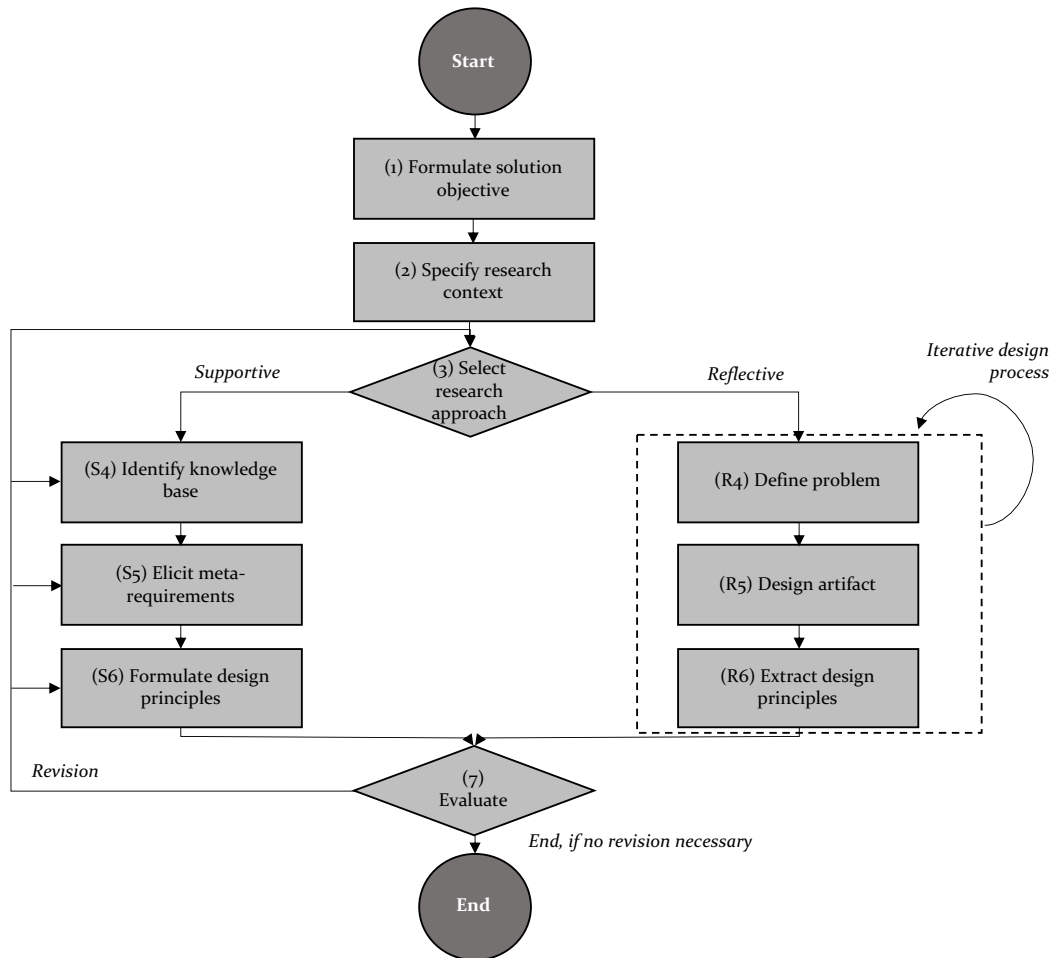 Start
(1) Formulate solution
objective
(2) Specify research
context
(3) Select
research
approach
Supportive
Reflective
Iterative design
process
(S4) Identify knowledge
base
(R4) Define problem
(S5) Elicit meta-
requirements
(R5) Design artifact
(S6) Formulate design
principles
(R6) Extract design
principles
Revision
(7)
Evaluate
End, if no revision necessary
End